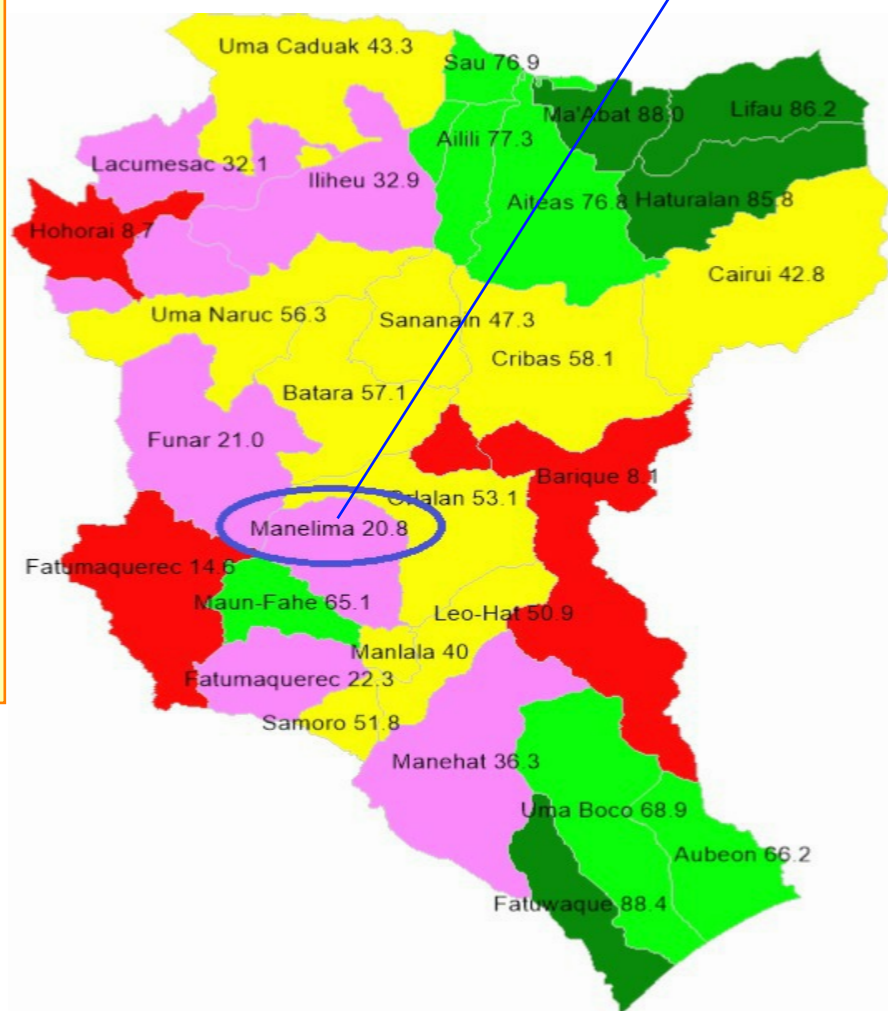 Uma Caduak 43.3
Sau 76.9
Ma'Abat 88.0
Lifau 86.2
Ailili 77.3
Lacumesac 32.1
Iliheu 32.9
Aiteas 76.8
Haturalan 85.8
Hohorai 8.7
Cairui 42.8
Uma Naruc 56.3
Sananain 47.3
Cribas 58.1
Batara 57.1
Funar 21.0
Barique 8.1
Orlalan 53.1
Manelima 20.8
Fatumaquerec 14.6
Maun-Fahe 65.1
Leo-Hat 50.9
Manlala 40
Fatumaquerec 22.3
Samoro 51.8
Manehat 36.3
Uma Boco 68.9
Aubeon 66.2
Fatuwaque 88.4